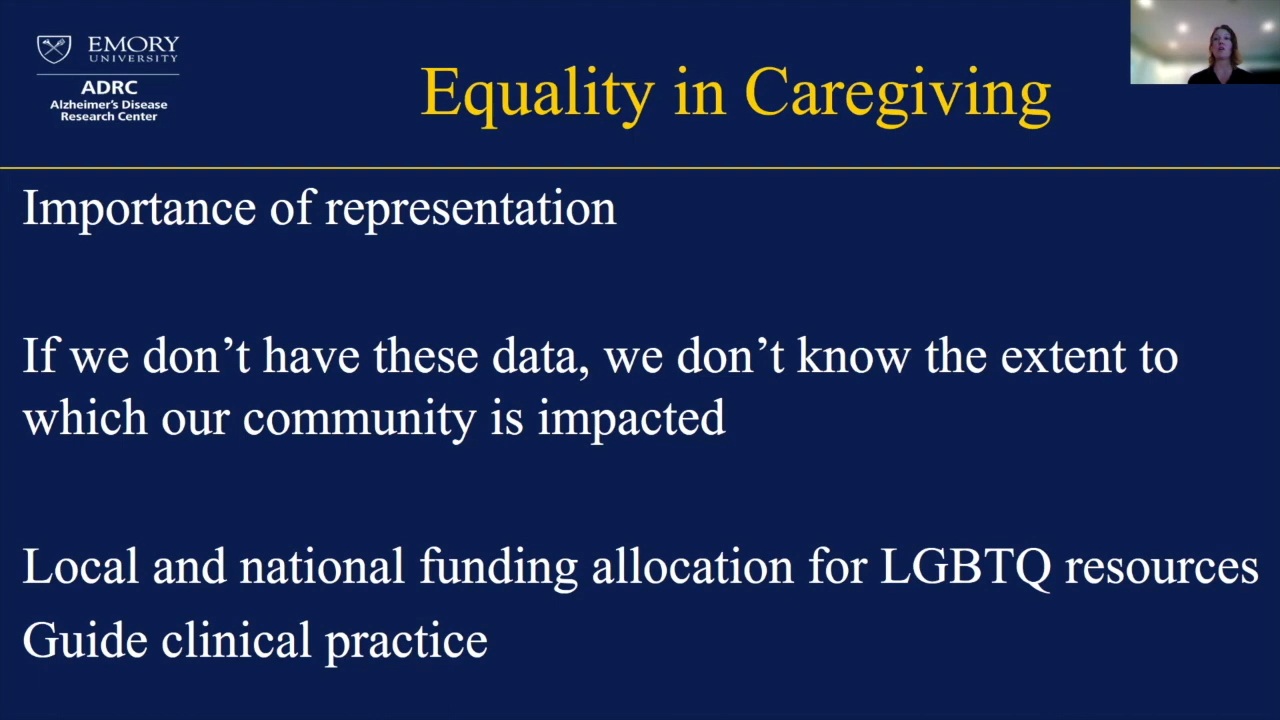 EMORY
UNIVERSITY
ADRC
Alzheimer's Disease
Research Center
Equality in Caregiving
Importance of representation
If we don’t have these data, we don’t know the extent to
which our community is impacted
Local and national funding allocation for LGBTQ resources
Guide clinical practice